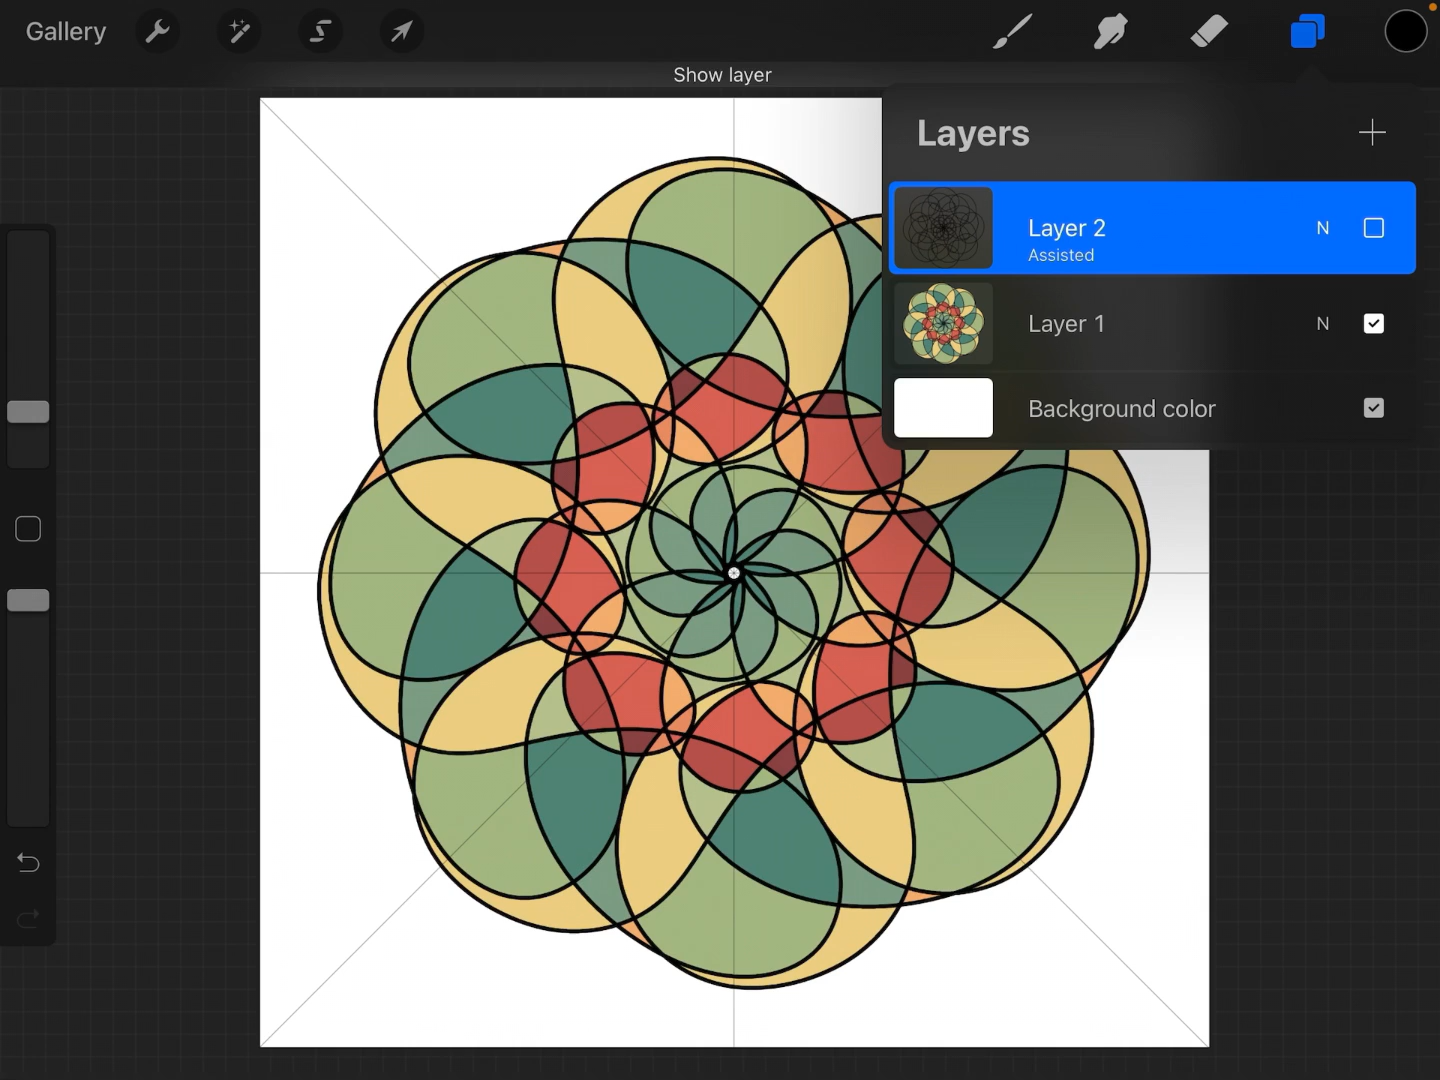 Gallery
Show layer
Layers
Layer 2
N
Assisted
Layer 1
N
Background color